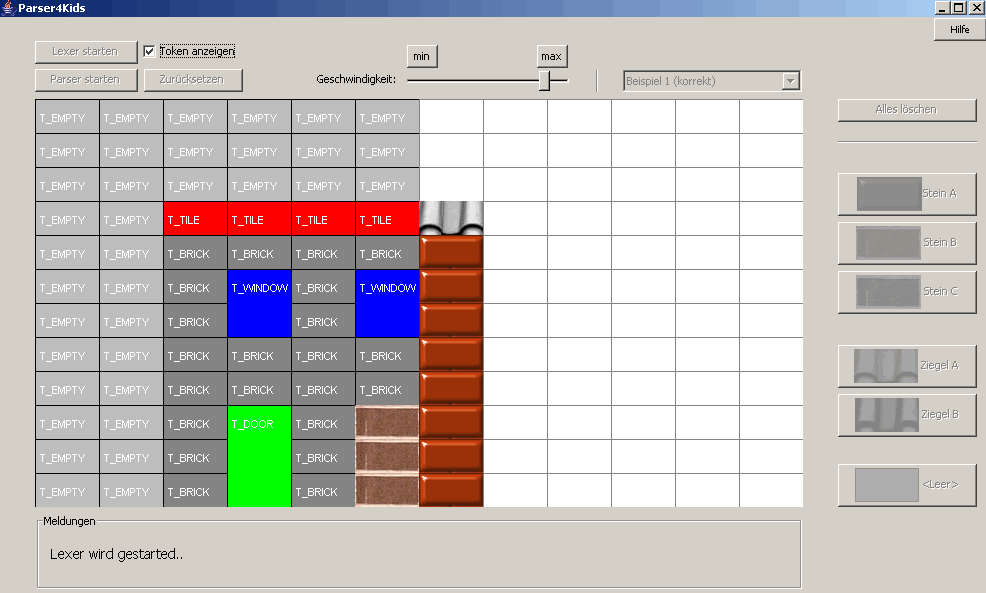 Parser4Kids
Hilfe
Lexer starten Token anzeigen min max
Parser starten Zurücksetzen Geschwindigkeit: Beispiel 1 (korrekt)
Alles löschen
T_EMPTY T_EMPTY T_EMPTY T_EMPTY T_EMPTY T_EMPTY
T_EMPTY T_EMPTY T_EMPTY T_EMPTY T_EMPTY T_EMPTY
T_EMPTY T_EMPTY T_EMPTY T_EMPTY T_EMPTY T_EMPTY
Stein A
T_EMPTY T_EMPTY T_TILE T_TILE T_TILE T_TILE
Stein B
T_EMPTY T_EMPTY T_BRICK T_BRICK T_BRICK T_BRICK
T_EMPTY T_EMPTY T_BRICK T_WINDOW T_BRICK T_WINDOW
Stein C
T_EMPTY T_EMPTY T_BRICK T_BRICK
T_EMPTY T_EMPTY T_BRICK T_BRICK T_BRICK T_BRICK
Ziegel A
T_EMPTY T_EMPTY T_BRICK T_BRICK T_BRICK T_BRICK
Ziegel B
T_EMPTY T_EMPTY T_BRICK T_DOOR T_BRICK
T_EMPTY T_EMPTY T_BRICK T_BRICK
<Leer>
T_EMPTY T_EMPTY T_BRICK T_BRICK
Meldungen
Lexer wird gestarted..